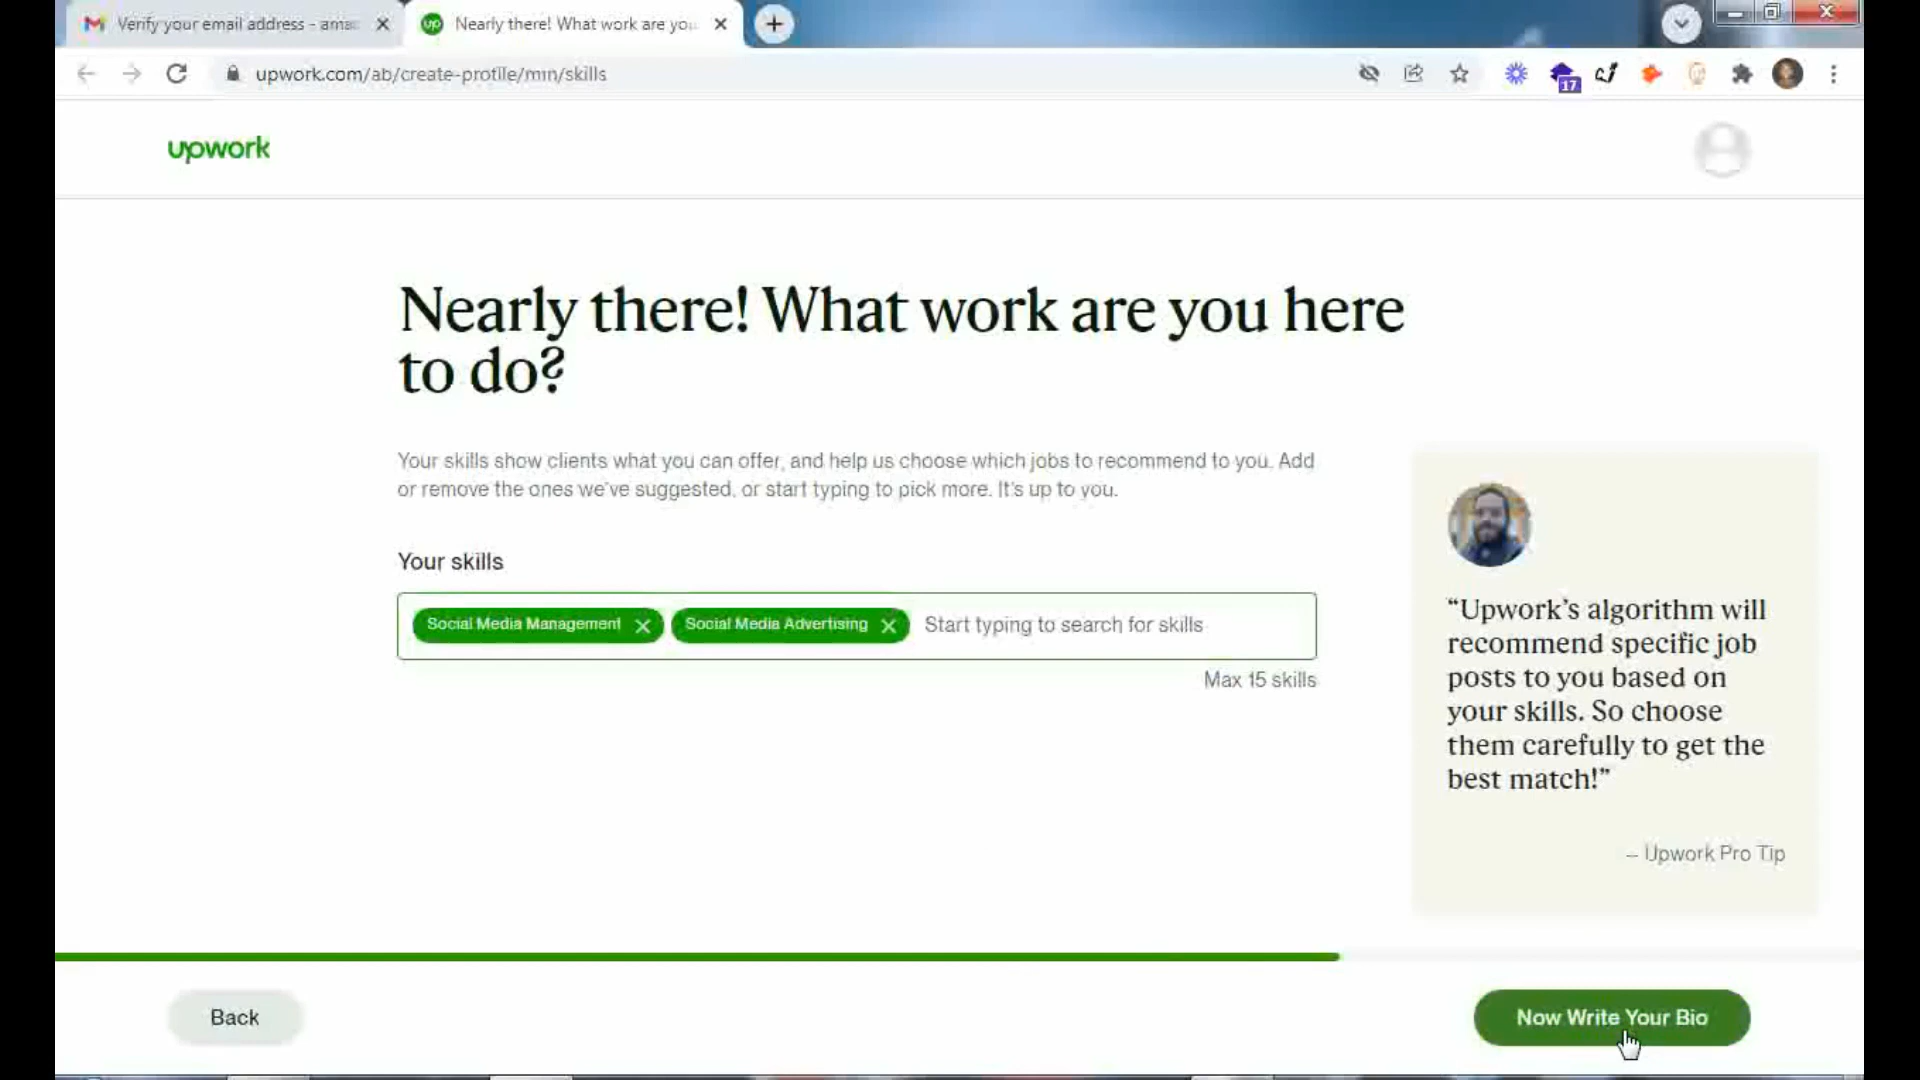 Verify your email address - ama
Nearly there! What work are you
upwork.com/ab/create-profile/mn/skills
17
upwork
Nearly there! What work are you here
to do?
Your skills show clients what you can offer, and help us choose which jobs to recommend to you. Add
or remove the ones we've suggested, or start typing to pick more. It's up to you.
Your skills
Social Media Management
Social Media Advertising
Start typing to search for skills
Max 15 skills
“Upwork’s algorithm will
recommend specific job
posts to you based on
your skills. So choose
them carefully to get the
best match!”
– Upwork Pro Tip
Back
Now Write Your Bio